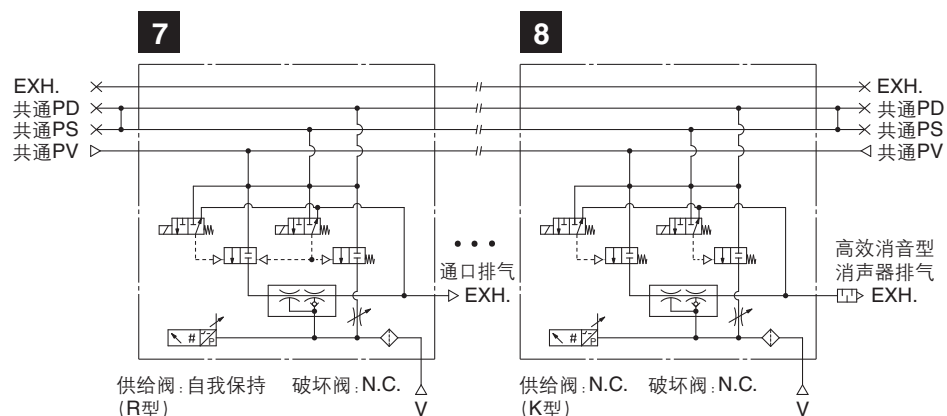 7
8
EXH.
共通PD
共通PS
共通PV
EXH.
共通PD
共通PS
共通PV
通口排气
EXH.
高效消音型
消声器排气
EXH.
# P
# P
供给阀:自我保持
(R型)
破坏阀:N.C.
V
供给阀:N.C.
(K型)
破坏阀:N.C.
V